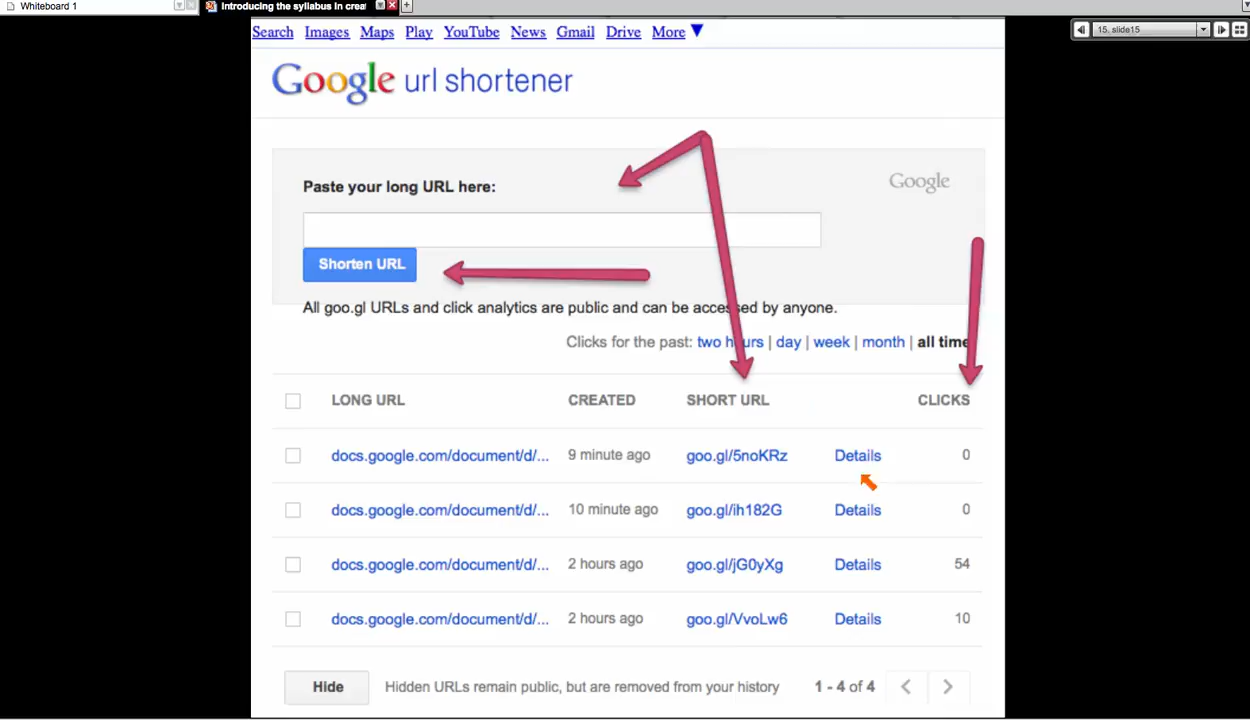 Whiteboard 1
Introducing the syllabus in crea
15. slide15
Search Images Maps Play YouTube News Gmail Drive More
Google url shortener
Google
Paste your long URL here:
Shorten URL
All goo.gl URLs and click analytics are public and can be accessed by anyone.
Clicks for the past: two hours | day | week | month | all time
LONG URL CREATED SHORT URL CLICKS
docs.google.com/document/d/... 9 minute ago goo.gl/5noKRz Details 0
docs.google.com/document/d/... 10 minute ago goo.gl/ih182G Details 0
docs.google.com/document/d/... 2 hours ago goo.gl/jG0yXg Details 54
docs.google.com/document/d/... 2 hours ago goo.gl/VvoLw6 Details 10
Hide Hidden URLs remain public, but are removed from your history 1 - 4 of 4